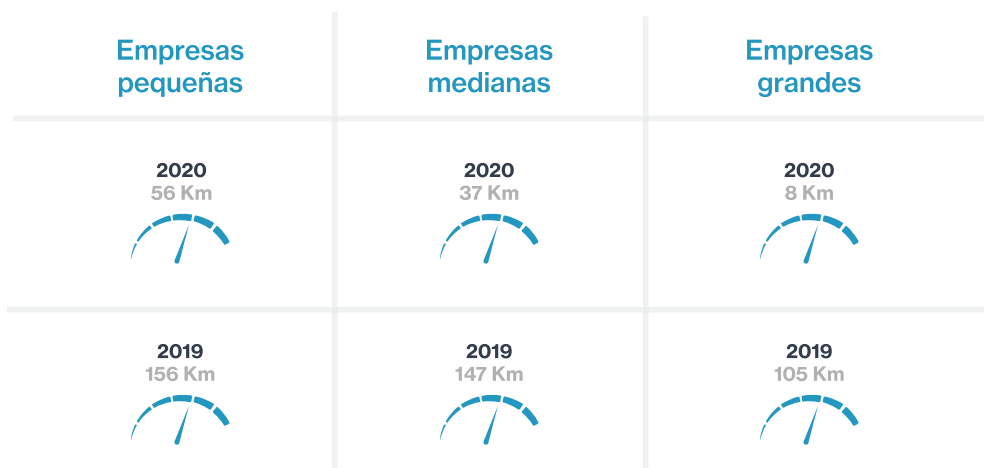 Empresas
pequeñas
Empresas
medianas
Empresas
grandes
2020
56 Km
2020
37 Km
2020
8 Km
2019
156 Km
2019
147 Km
2019
105 Km